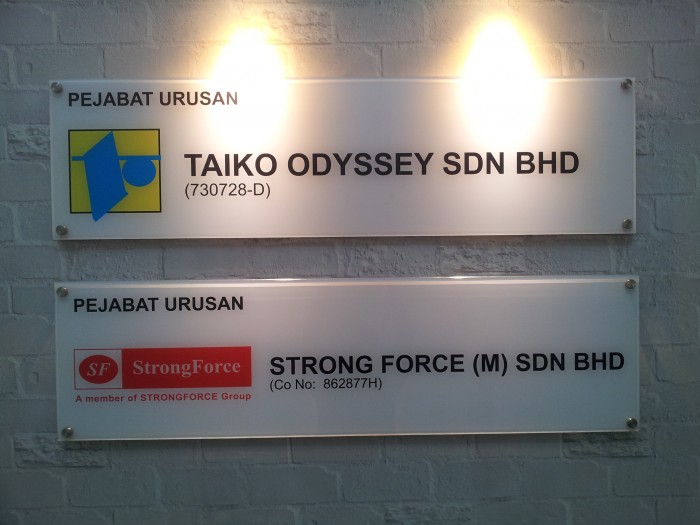 PEJABAT URUSAN
TAIKO ODYSSEY SDN BHD
(730728-D)
PEJABAT URUSAN
SF StrongForce
A member of STRONGFORCE Group
STRONG FORCE (M) SDN BHD
(Co No: 862877H)